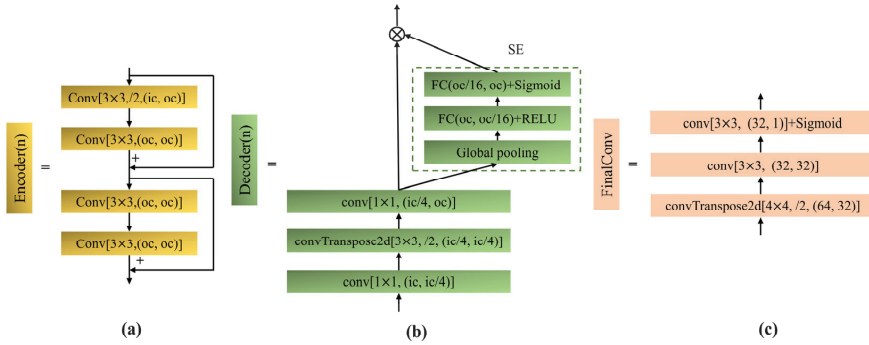 Encoder(n)
=
Conv[3×3,/2,(ic, oc)]
Conv[3×3,(oc, oc)]
+
Conv[3×3,(oc, oc)]
Conv[3×3,(oc, oc)]
+
(a)
Decoder(n)
=
SE
FC(oc/16, oc)+Sigmoid
FC(oc, oc/16)+RELU
Global pooling
conv[1×1, (ic/4, oc)]
convTranspose2d[3×3, /2, (ic/4, ic/4)]
conv[1×1, (ic, ic/4)]
(b)
FinalConv
=
conv[3×3, (32, 1)]+Sigmoid
conv[3×3, (32, 32)]
convTranspose2d[4×4, /2, (64, 32)]
(c)